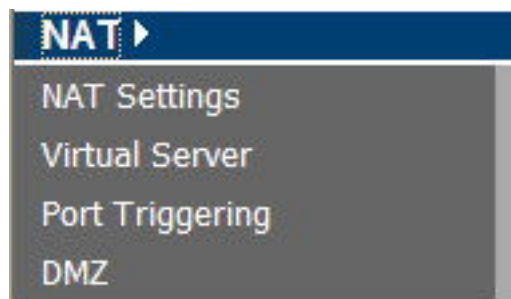 NAT
NAT Settings
Virtual Server
Port Triggering
DMZ